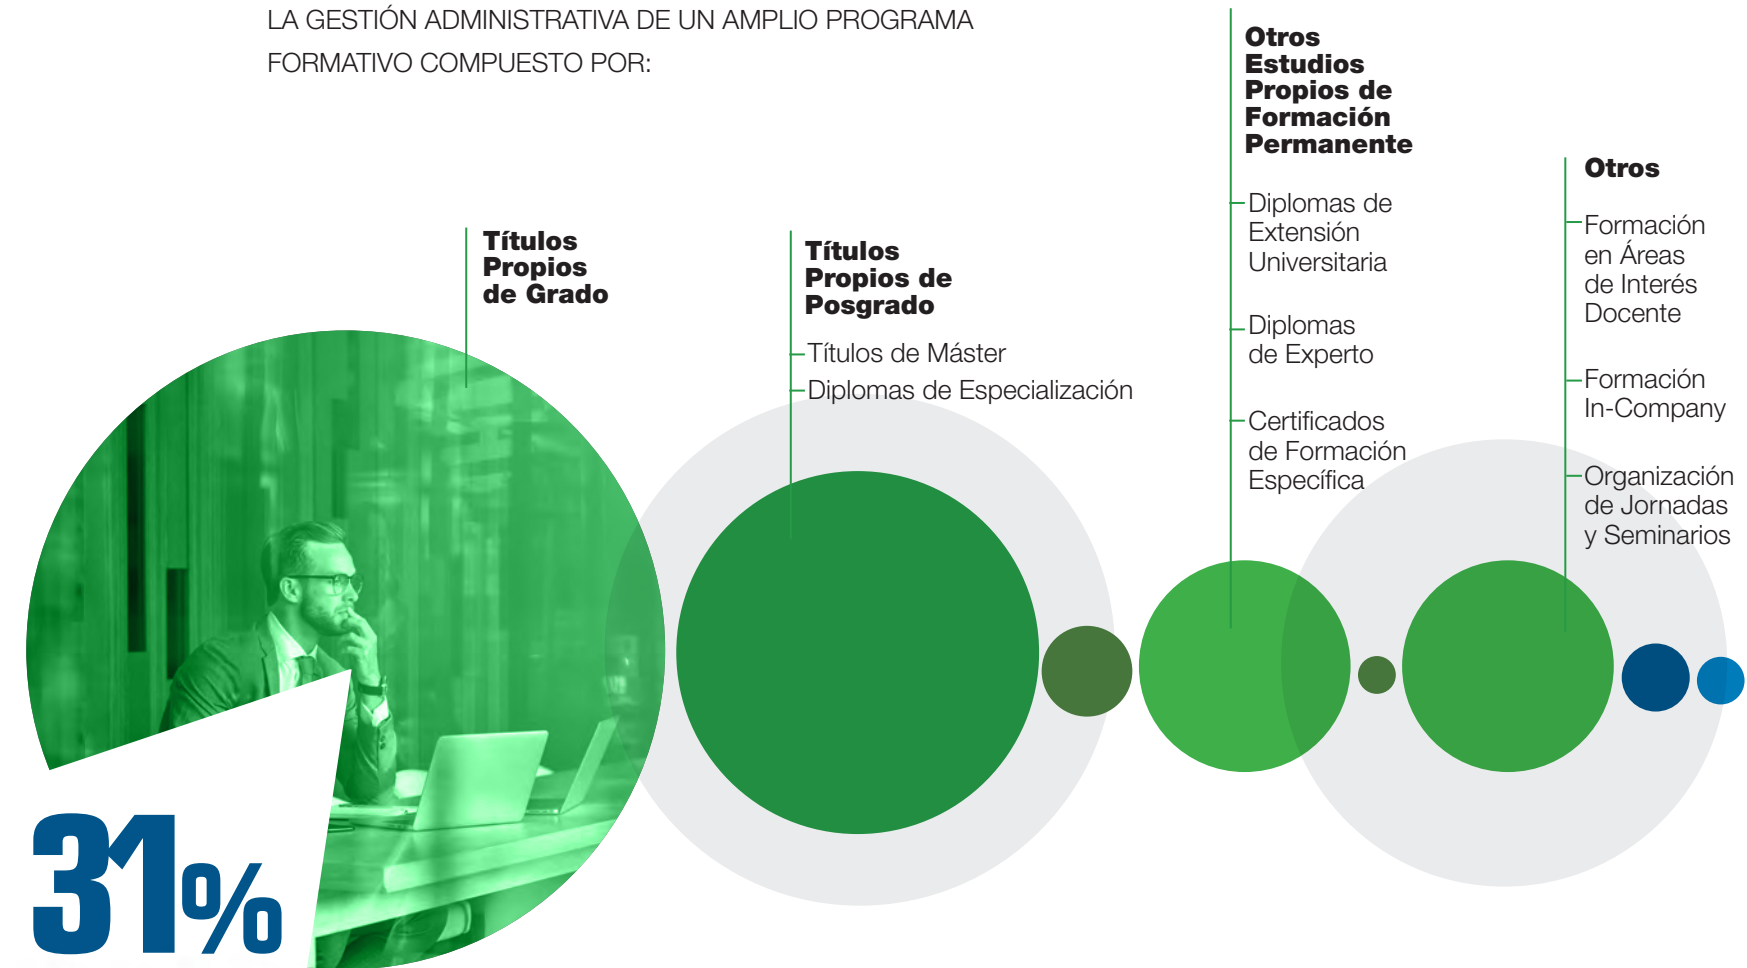 LA GESTIÓN ADMINISTRATIVA DE UN AMPLIO PROGRAMA
FORMATIVO COMPUESTO POR:
Títulos
Propios
de Grado
Títulos
Propios de
Posgrado
Títulos de Máster
Diplomas de Especialización
Otros
Estudios
Propios de
Formación
Permanente
Diplomas de
Extensión
Universitaria
Diplomas
de Experto
Certificados
de Formación
Específica
Otros
Formación
en Áreas
de Interés
Docente
Formación
In-Company
Organización
de Jornadas
y Seminarios
31%